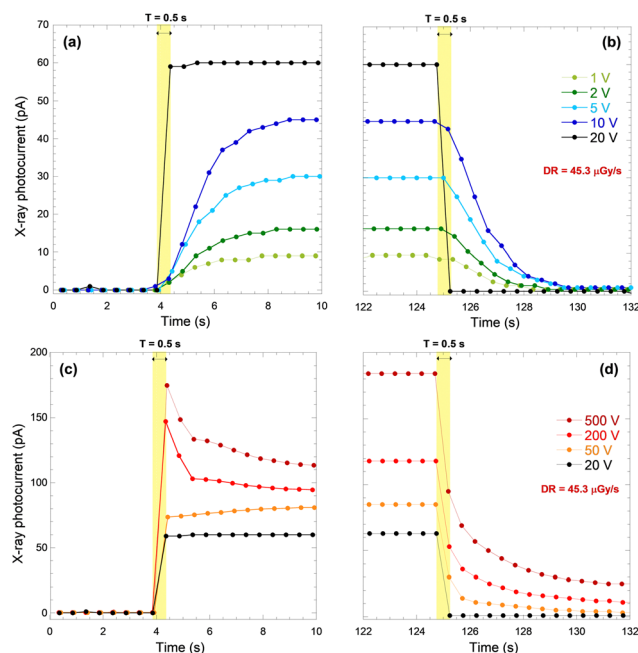 T = 0.5 s
T = 0.5 s
70
60
50
40
30
20
10
0
X-ray photocurrent (pA)
(a)
(b)
1 V
2 V
5 V
10 V
20 V
DR = 45.3 µGy/s
0 2 4 6 8 10
122 124 126 128 130 132
Time (s)
Time (s)
T = 0.5 s
T = 0.5 s
200
150
100
50
0
X-ray photocurrent (pA)
(c)
(d)
500 V
200 V
50 V
20 V
DR = 45.3 µGy/s
0 2 4 6 8 10
122 124 126 128 130 132
Time (s)
Time (s)